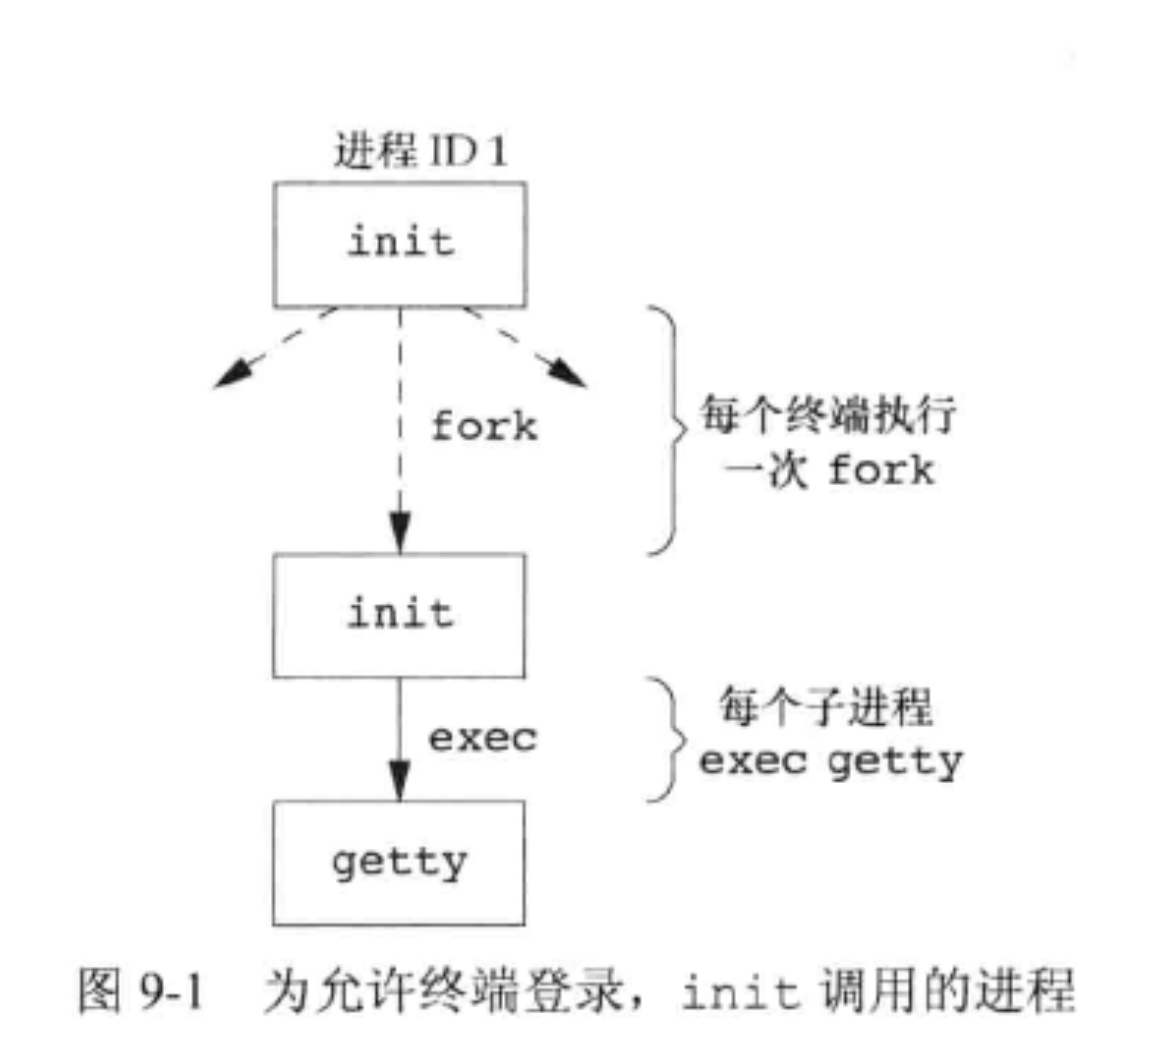 进程 ID 1
init
fork
每个终端执行
一次 fork
init
exec
每个子进程
exec getty
getty
图 9-1 为允许终端登录，init 调用的进程